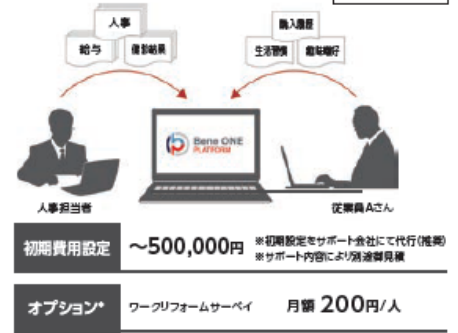 人事
給与
健診結果
購入履歴
生活習慣
趣味嗜好
Bene ONE
PLATFORM
人事担当者
従業員Aさん
初期費用設定
～500,000円
※初期設定をサポート会社にて代行(推奨)
※サポート内容により別途御見積
オプション*
ワークリフォームサーベイ
月額 200円/人